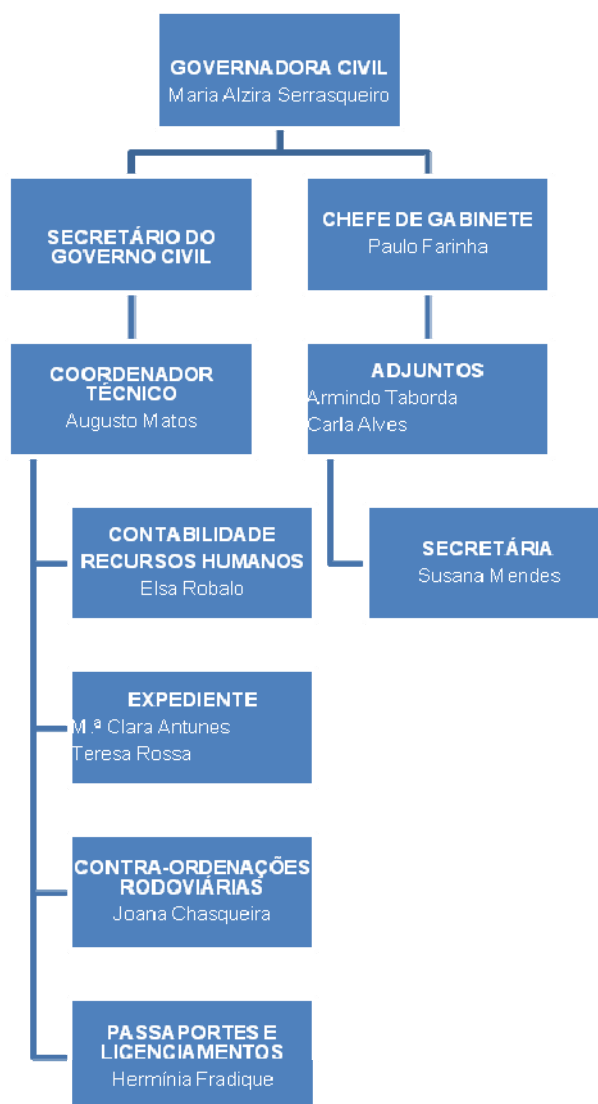 GOVERNADORA CIVIL
Maria Alzira Serrasqueiro
SECRETÁRIO DO
GOVERNO CIVIL
CHEFE DE GABINETE
Paulo Farinha
COORDENADOR
TÉCNICO
Augusto Matos
ADJUNTOS
Armindo Taborda
Carla Alves
CONTABILIDADE
RECURSOS HUMANOS
Elsa Robalo
SECRETÁRIA
Susana Mendes
EXPEDIENTE
M.ª Clara Antunes
Teresa Rossa
CONTRA-ORDENAÇÕES
RODOVIÁRIAS
Joana Chasqueira
PASSAPORTES E
LICENCIAMENTOS
Hermínia Fradique